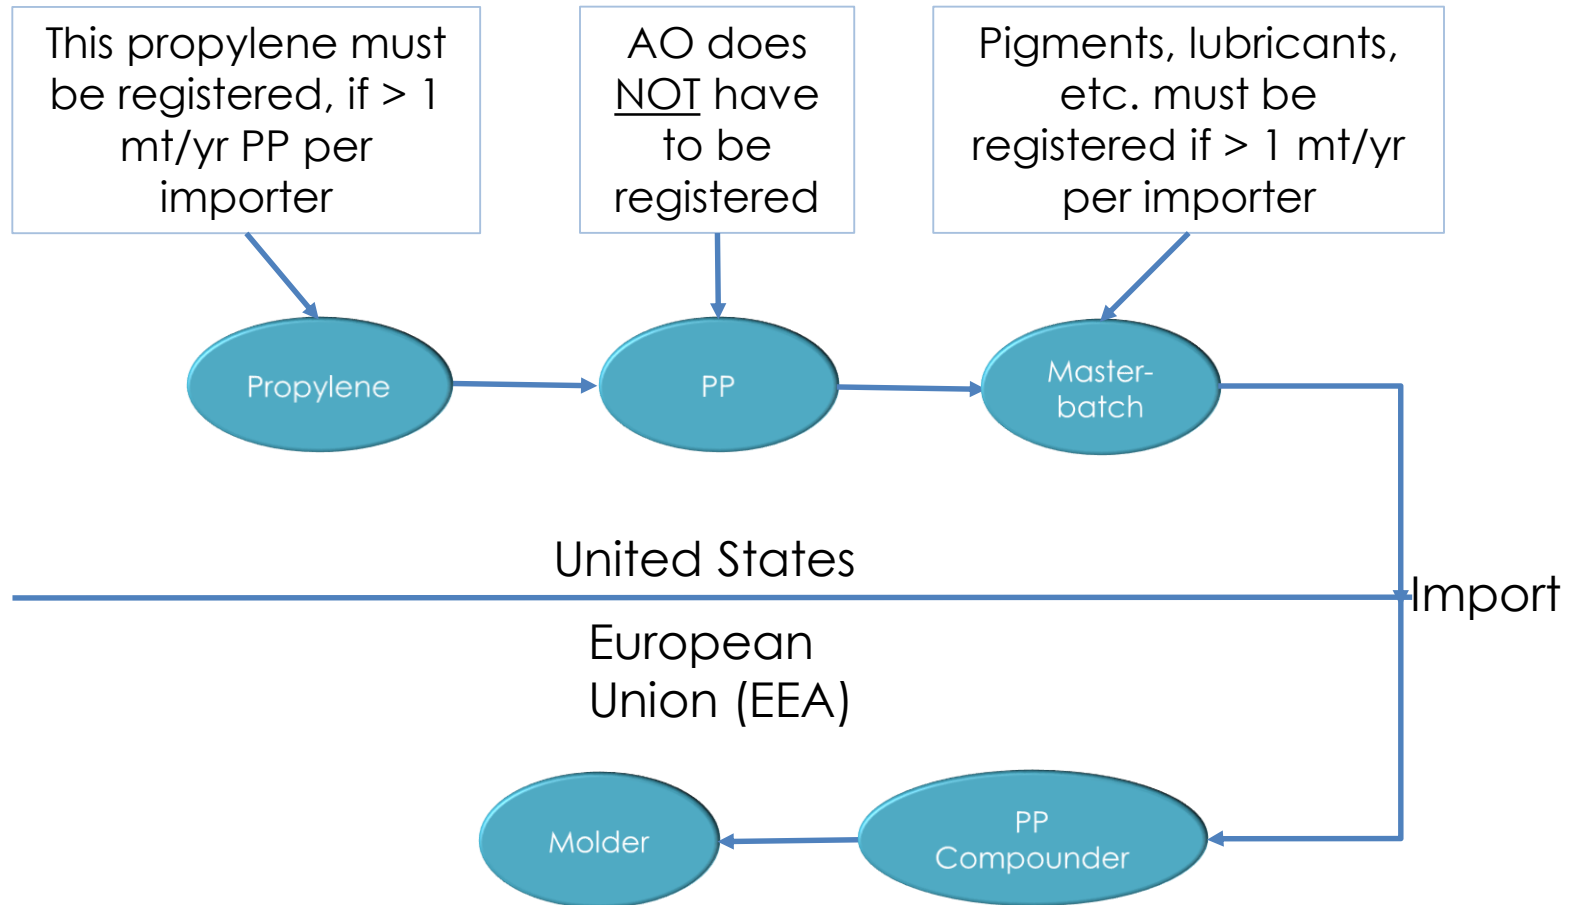 This propylene must
be registered, if > 1
mt/yr PP per
importer
AO does
NOT have
to be
registered
Pigments, lubricants,
etc. must be
registered if > 1 mt/yr
per importer
Propylene
PP
Master-
batch
United States
Import
European
Union (EEA)
Molder
PP
Compounder